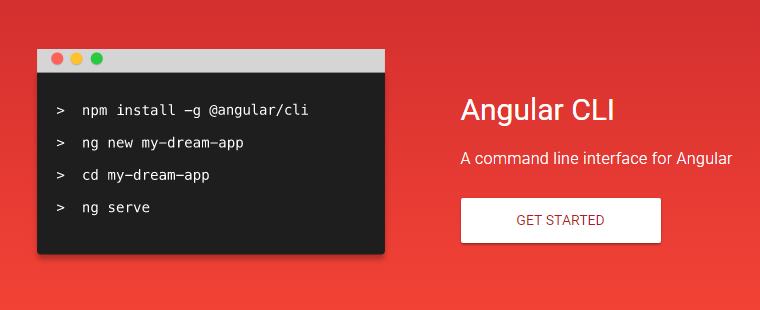 > npm install -g @angular/cli
> ng new my-dream-app
> cd my-dream-app
> ng serve
Angular CLI
A command line interface for Angular
GET STARTED